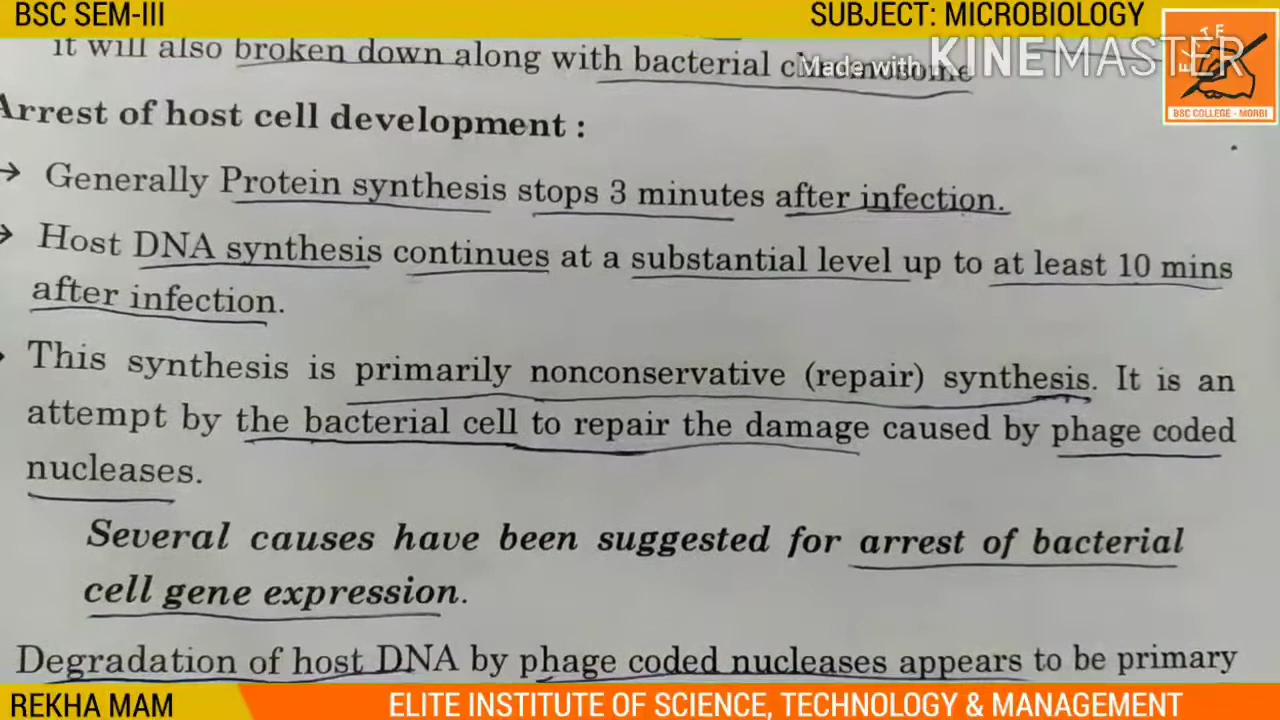 BSC SEM-III
SUBJECT: MICROBIOLOGY
it will also broken down along with bacterial chromosome
Made with KINEMASTER
ELITE
BSC COLLEGE - MORBI
Arrest of host cell development :
→ Generally Protein synthesis stops 3 minutes after infection.
→ Host DNA synthesis continues at a substantial level up to at least 10 mins
after infection.
This synthesis is primarily nonconservative (repair) synthesis. It is an
attempt by the bacterial cell to repair the damage caused by phage coded
nucleases.
Several causes have been suggested for arrest of bacterial
cell gene expression.
Degradation of host DNA by phage coded nucleases appears to be primary
REKHA MAM
ELITE INSTITUTE OF SCIENCE, TECHNOLOGY & MANAGEMENT